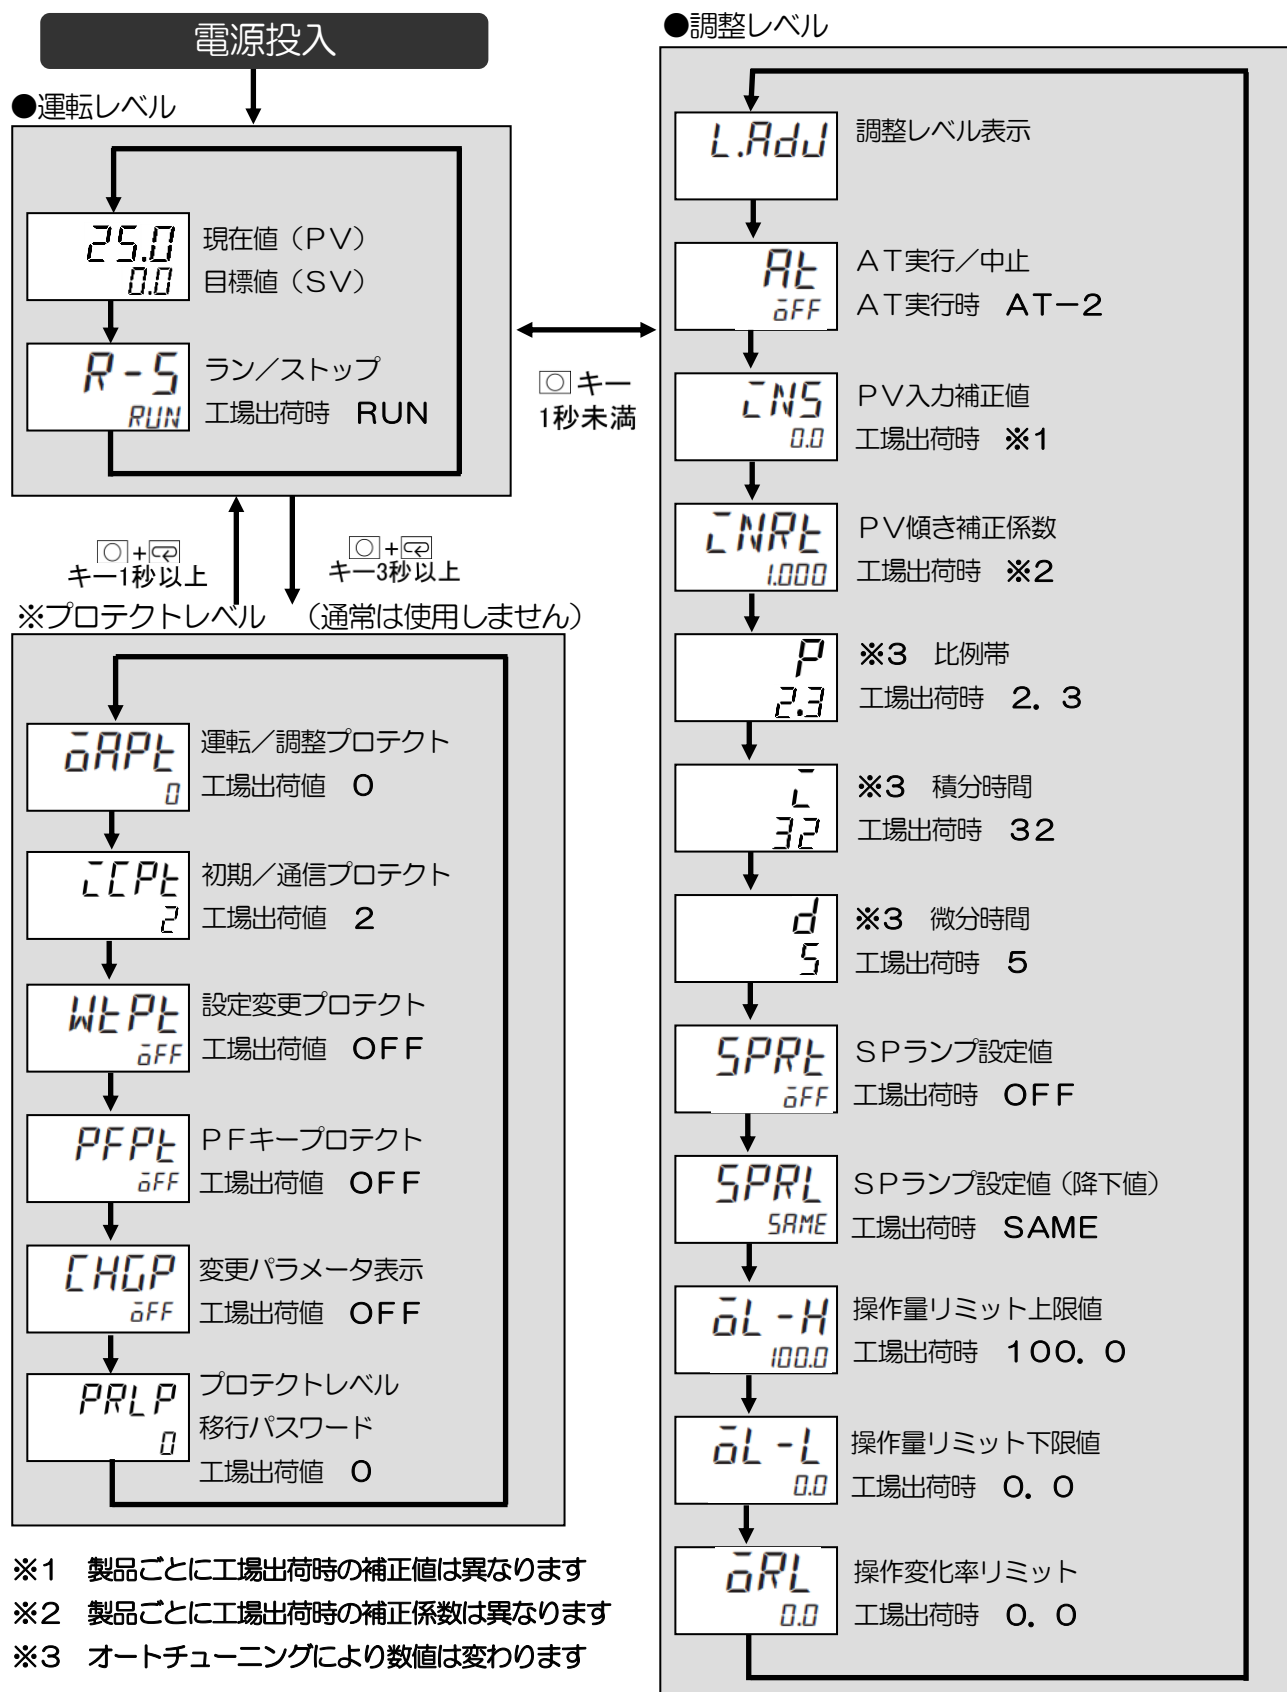 電源投入
●運転レベル
25.0
0.0
現在値（PV）
目標値（SV）
R-S
RUN
ラン／ストップ
工場出荷時　RUN
キー
1秒未満
+
キー1秒以上
+
キー3秒以上
※プロテクトレベル　（通常は使用しません）
oAPt
0
運転／調整プロテクト
工場出荷値　0
iCPt
2
初期／通信プロテクト
工場出荷値　2
WtPt
oFF
設定変更プロテクト
工場出荷値　OFF
PFPt
oFF
PFキープロテクト
工場出荷値　OFF
CHGP
oFF
変更パラメータ表示
工場出荷値　OFF
PRLP
0
プロテクトレベル
移行パスワード
工場出荷値　0
※1　製品ごとに工場出荷時の補正値は異なります
※2　製品ごとに工場出荷時の補正係数は異なります
※3　オートチューニングにより数値は変わります
●調整レベル
L.AdJ
調整レベル表示
At
oFF
AT実行／中止
AT実行時　AT－2
iNS
0.0
PV入力補正値
工場出荷時　※1
iNRt
1.000
PV傾き補正係数
工場出荷時　※2
P
2.3
※3　比例帯
工場出荷時　2．3
i
32
※3　積分時間
工場出荷時　32
d
5
※3　微分時間
工場出荷時　5
SPRt
oFF
SPランプ設定値
工場出荷時　OFF
SPRL
SAME
SPランプ設定値（降下値）
工場出荷時　SAME
oL-H
100.0
操作量リミット上限値
工場出荷時　100．0
oL-L
0.0
操作量リミット下限値
工場出荷時　0．0
oRL
0.0
操作変化率リミット
工場出荷時　0．0